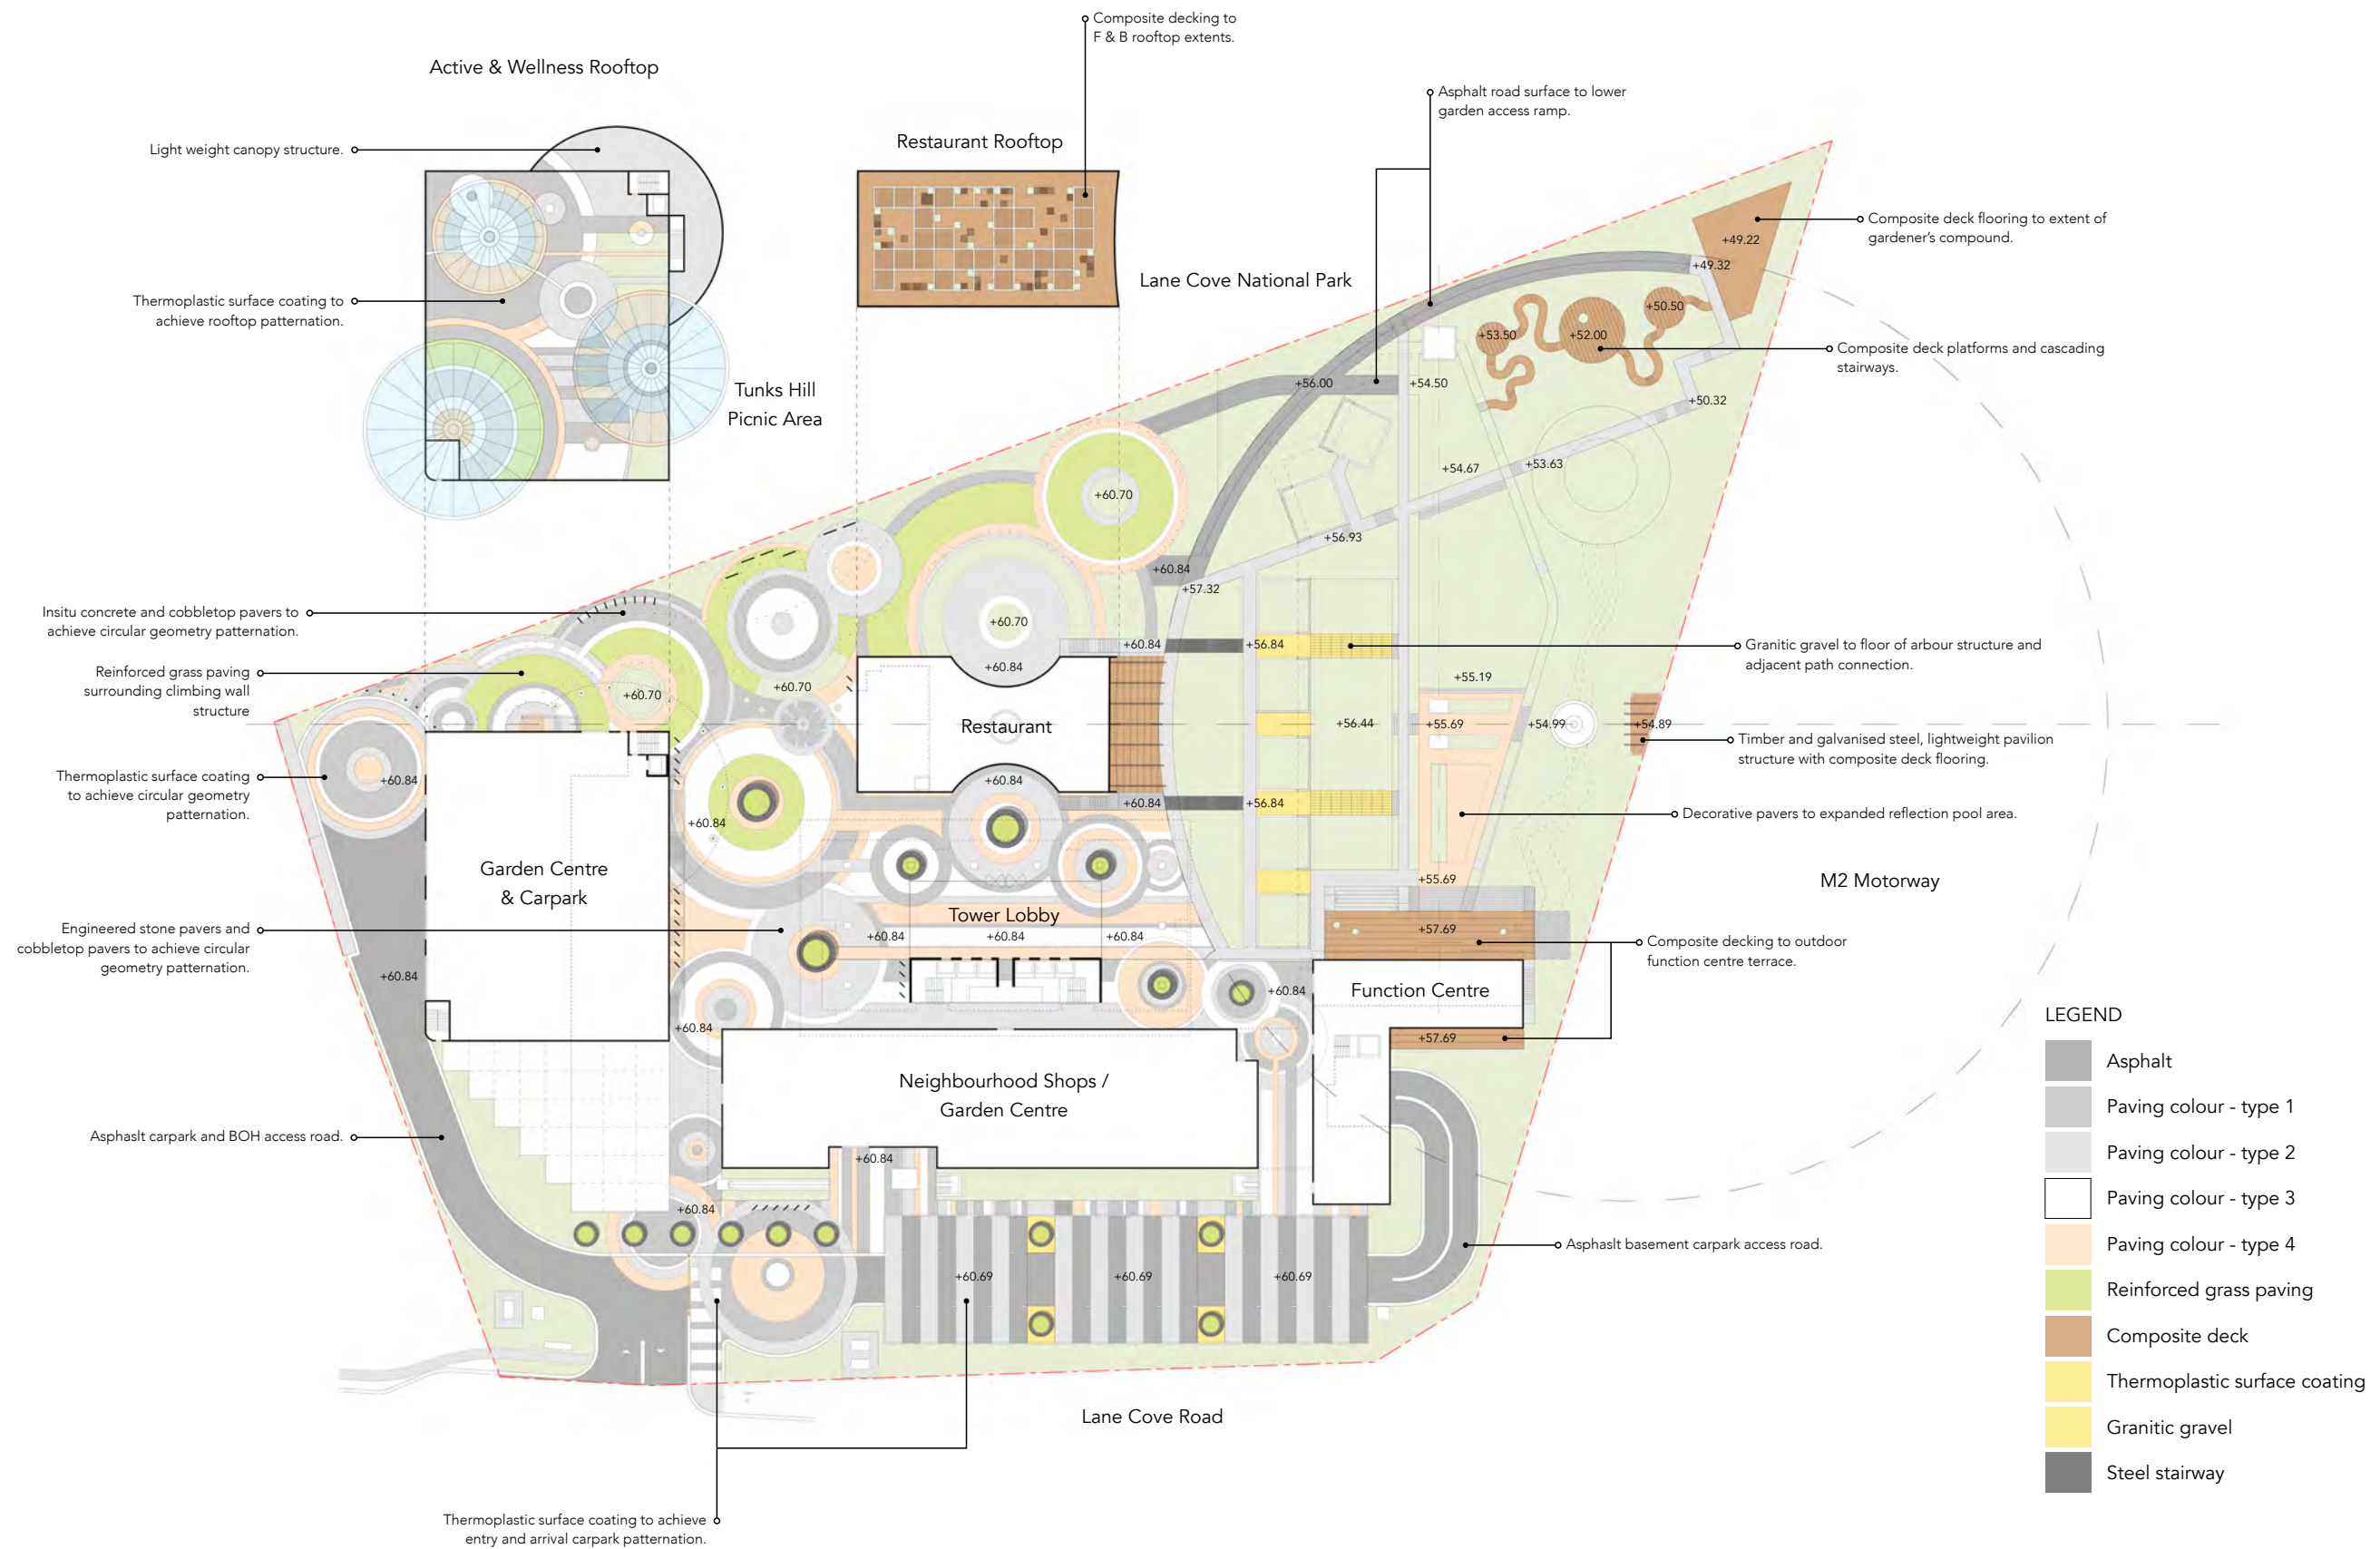 Composite decking to
F & B rooftop extents.
Active & Wellness Rooftop
Asphalt road surface to lower
garden access ramp.
Restaurant Rooftop
Light weight canopy structure.
Composite deck flooring to extent of
gardener's compound.
+49.22
+49.32
Lane Cove National Park
Thermoplastic surface coating to
achieve rooftop patternation.
+50.50
+53.50
+52.00
Composite deck platforms and cascading
stairways.
Tunks Hill
Picnic Area
+56.00
+54.50
+50.32
+54.67
+53.63
+60.70
+56.93
+60.84
+57.32
Insitu concrete and cobbletop pavers to
achieve circular geometry patternation.
+60.70
+60.84
+56.84
Granitic gravel to floor of arbour structure and
adjacent path connection.
Reinforced grass paving
surrounding climbing wall
structure
+60.84
+55.19
+60.70
+60.70
Restaurant
+56.44
+55.69
+54.99
+54.89
Timber and galvanised steel, lightweight pavilion
structure with composite deck flooring.
Thermoplastic surface coating
to achieve circular geometry
patternation.
+60.84
+60.84
+60.84
+56.84
+60.84
Decorative pavers to expanded reflection pool area.
Garden Centre
& Carpark
+55.69
M2 Motorway
Tower Lobby
Engineered stone pavers and
cobbletop pavers to achieve circular
geometry patternation.
+60.84
+60.84
+60.84
+57.69
Composite decking to outdoor
function centre terrace.
+60.84
+60.84
Function Centre
+60.84
+57.69
Neighbourhood Shops /
Garden Centre
Asphaslt carpark and BOH access road.
+60.84
+60.84
Asphaslt basement carpark access road.
+60.69
+60.69
+60.69
Lane Cove Road
Thermoplastic surface coating to achieve
entry and arrival carpark patternation.
LEGEND
Asphalt
Paving colour - type 1
Paving colour - type 2
Paving colour - type 3
Paving colour - type 4
Reinforced grass paving
Composite deck
Thermoplastic surface coating
Granitic gravel
Steel stairway